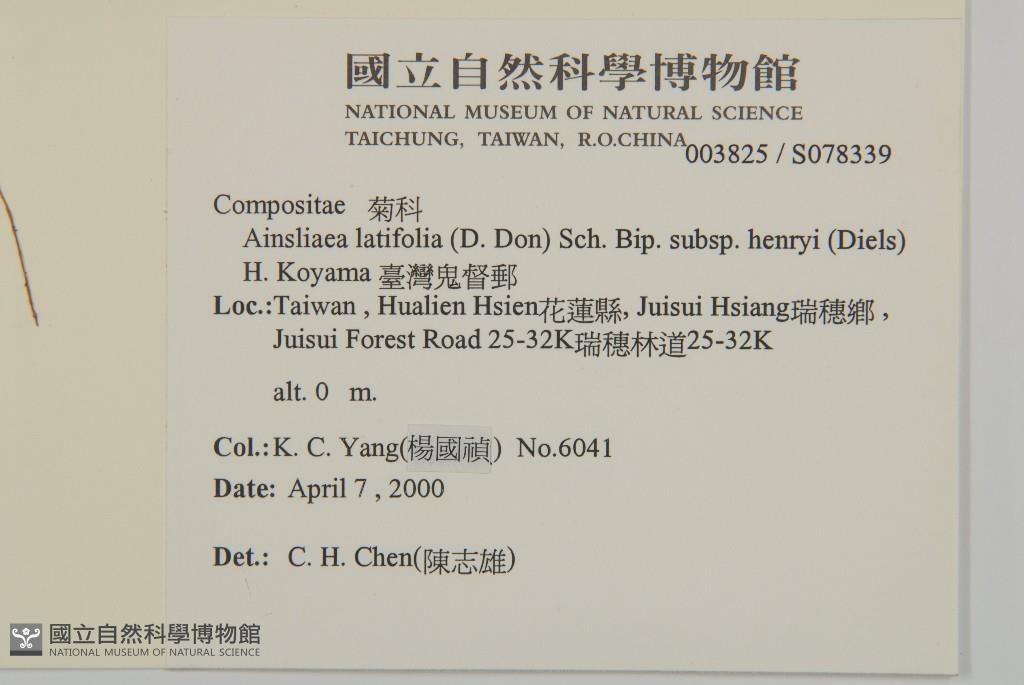 國立自然科學博物館
NATIONAL MUSEUM OF NATURAL SCIENCE
TAICHUNG, TAIWAN, R.O.CHINA
003825 / S078339
Compositae 菊科
Ainsliaea latifolia (D. Don) Sch. Bip. subsp. henryi (Diels)
H. Koyama 臺灣鬼督郵
Loc.:Taiwan , Hualien Hsien花蓮縣, Juisui Hsiang瑞穗鄉 ,
Juisui Forest Road 25-32K瑞穗林道25-32K
alt. 0 m.
Col.:K. C. Yang(楊國禎) No.6041
Date: April 7 , 2000
Det.: C. H. Chen(陳志雄)
國立自然科學博物館
NATIONAL MUSEUM OF NATURAL SCIENCE